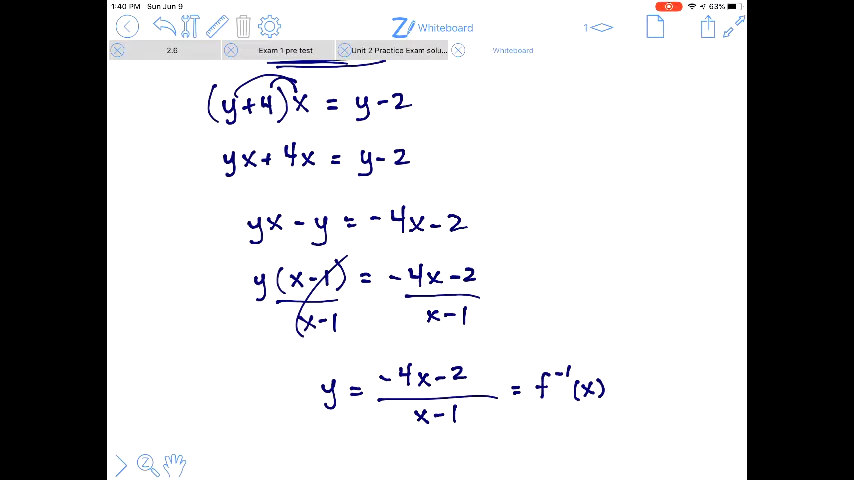 1:40 PM Sun Jun 9 63%
Whiteboard 1
2.6 Exam 1 pre test Unit 2 Practice Exam solu... Whiteboard
(y+4)x = y-2
yx+4x = y-2
yx-y = -4x-2
y(x-1) = -4x-2
x-1 x-1
y = -4x-2 = f⁻¹(x)
x-1